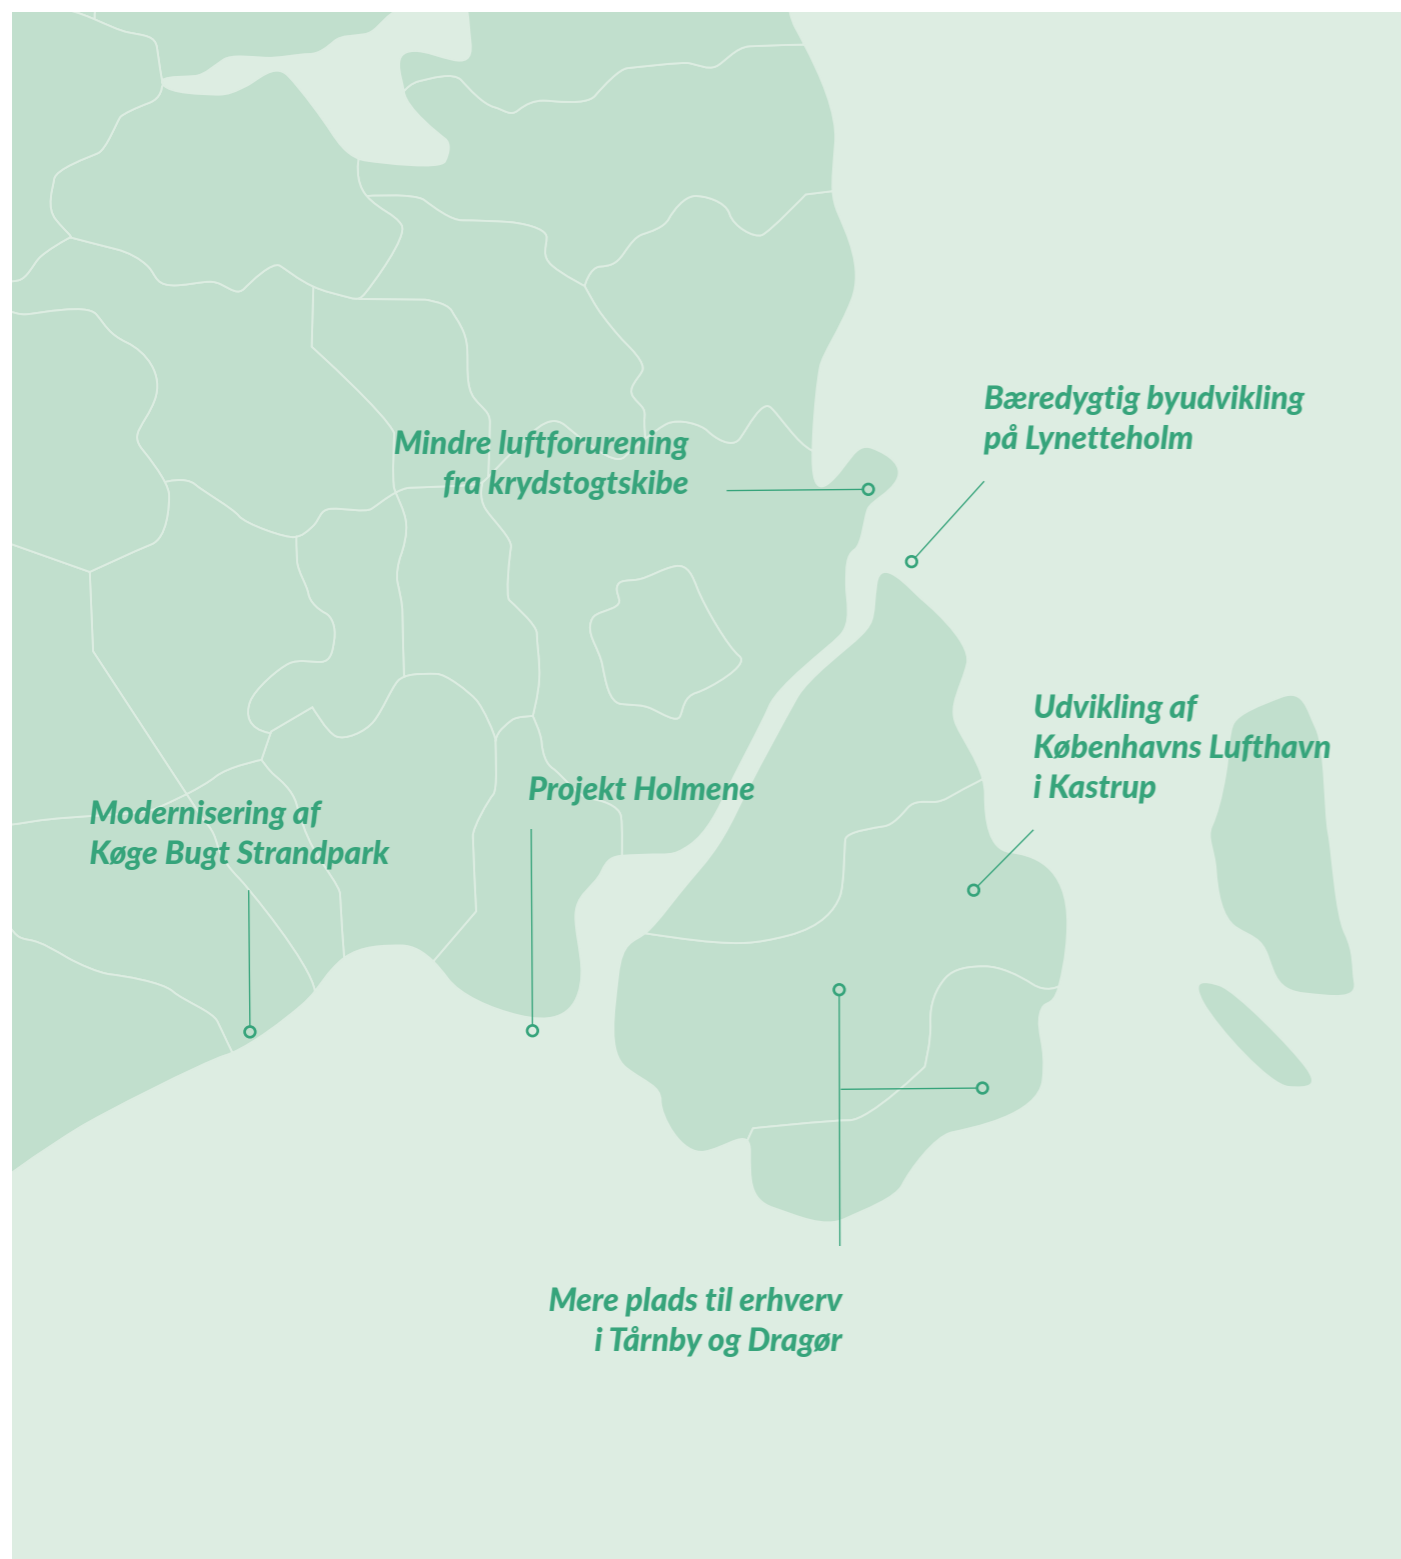 Bæredygtig byudvikling
på Lynetteholm
Mindre luftforurening
fra krydstogtskibe
Udvikling af
Københavns Lufthavn
i Kastrup
Projekt Holmene
Modernisering af
Køge Bugt Strandpark
Mere plads til erhverv
i Tårnby og Dragør